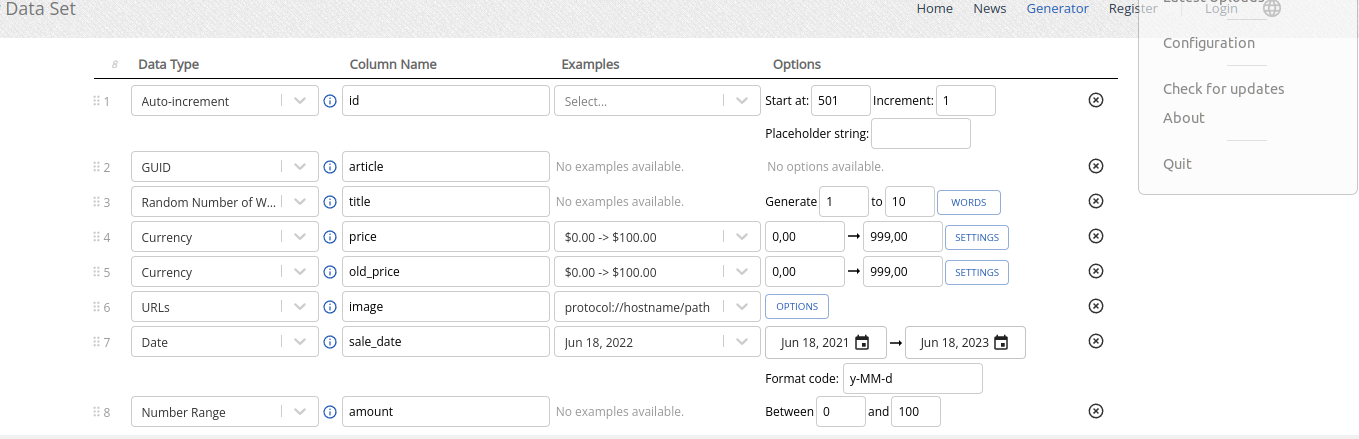 Data Set
Home News Generator Register Login
Latest Uploads
Configuration
Check for updates
About
Quit
8 Data Type Column Name Examples Options
1 Auto-increment id Select... Start at: 501 Increment: 1
Placeholder string:
2 GUID article No examples available. No options available.
3 Random Number of W... title No examples available. Generate 1 to 10 WORDS
4 Currency price $0.00 -> $100.00 0,00 → 999,00 SETTINGS
5 Currency old_price $0.00 -> $100.00 0,00 → 999,00 SETTINGS
6 URLs image protocol://hostname/path OPTIONS
7 Date sale_date Jun 18, 2022 Jun 18, 2021 → Jun 18, 2023
Format code: y-MM-d
8 Number Range amount No examples available. Between 0 and 100